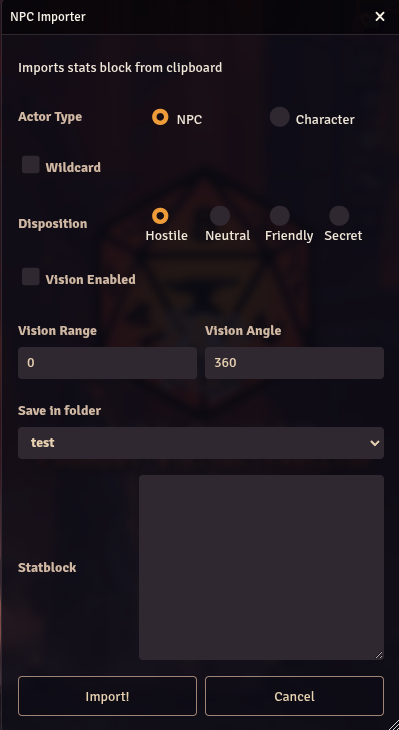 NPC Importer
Imports stats block from clipboard
Actor Type NPC Character
Wildcard
Disposition
Hostile Neutral Friendly Secret
Vision Enabled
Vision Range Vision Angle
0 360
Save in folder
test
Statblock
Import! Cancel